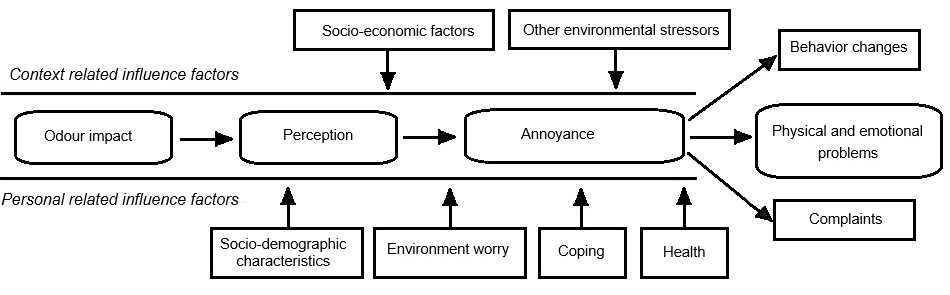 Socio-economic factors
Other environmental stressors
Behavior changes
Context related influence factors
Odour impact
Perception
Annoyance
Physical and emotional
problems
Personal related influence factors
Complaints
Socio-demographic
characteristics
Environment worry
Coping
Health